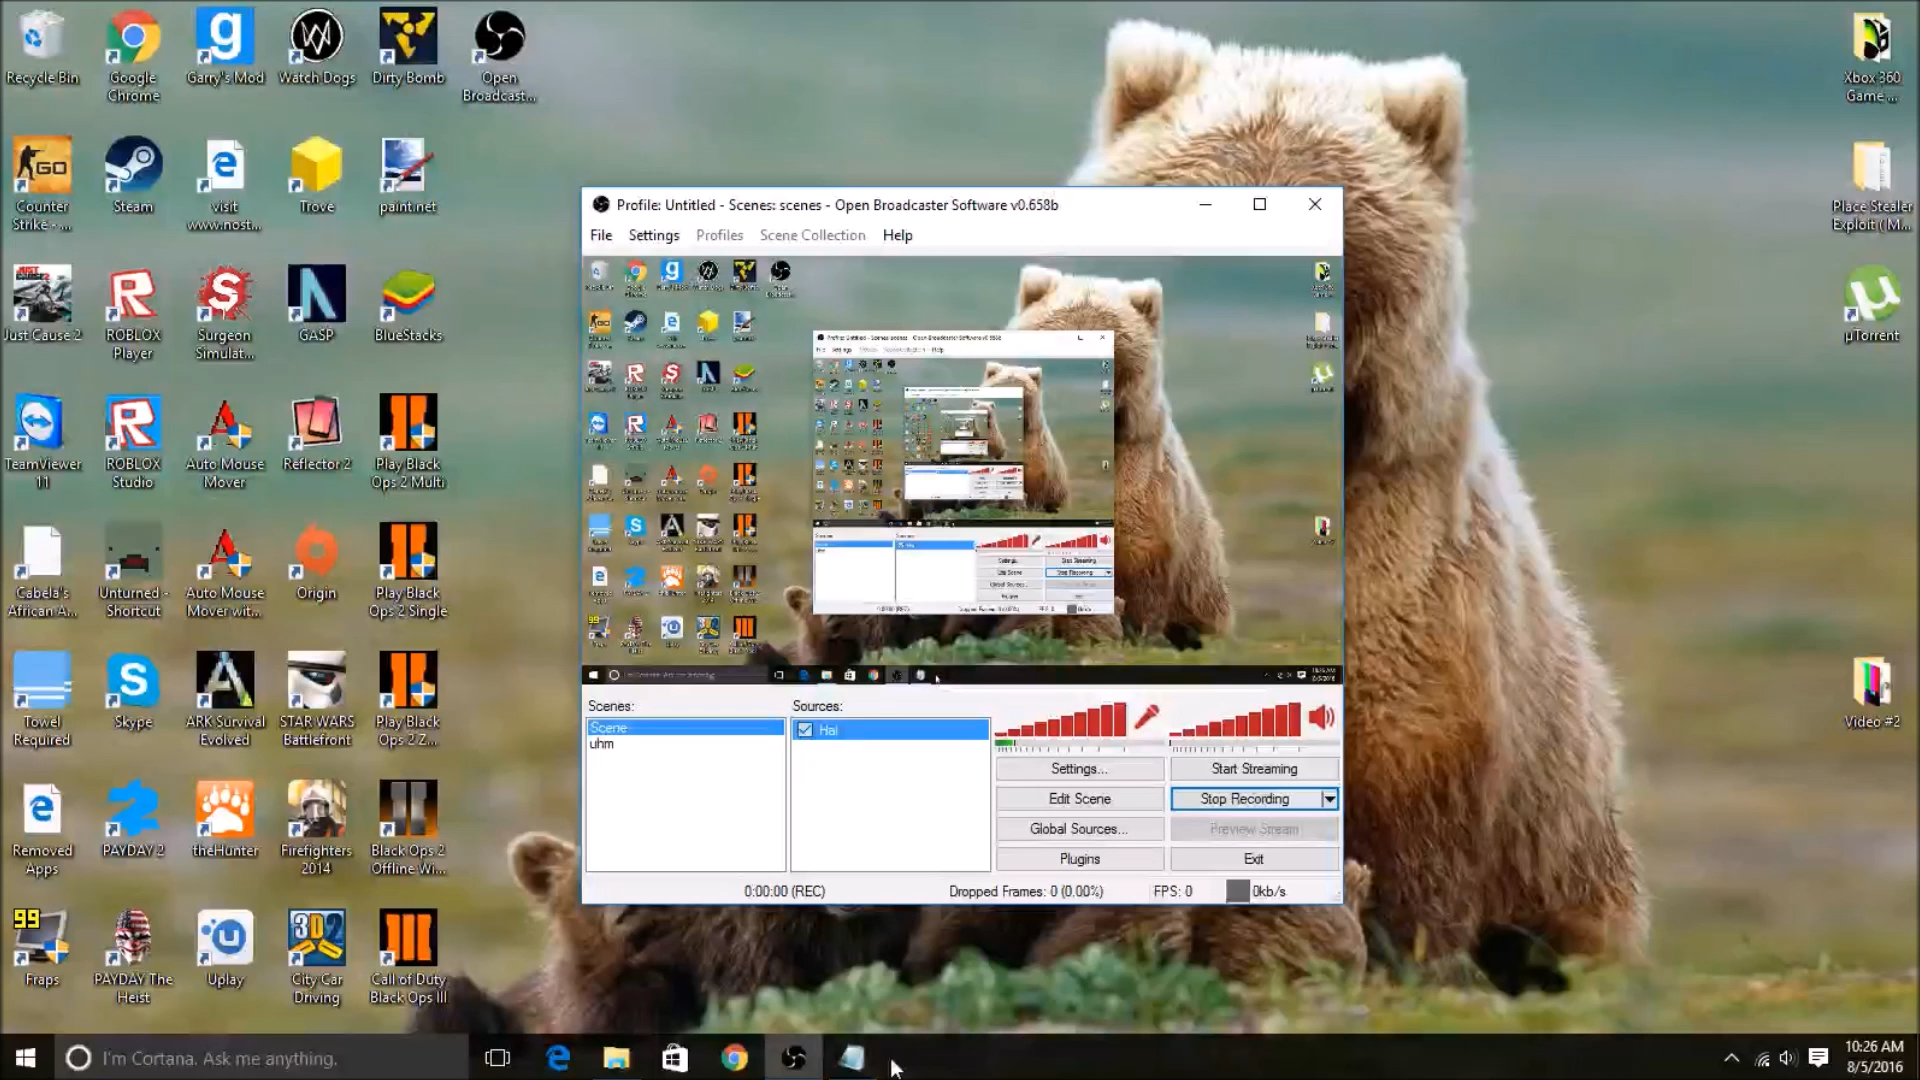 Recycle Bin
Google
Chrome
Garry's Mod
Watch Dogs
Dirty Bomb
Open
Broadcast...
Counter
Strike - ...
Steam
visit
www.nost...
Trove
paint.net
Just Cause 2
ROBLOX
Player
Surgeon
Simulat...
GASP
BlueStacks
TeamViewer
11
ROBLOX
Studio
Auto Mouse
Mover
Reflector 2
Play Black
Ops 2 Multi
Cabela's
African A...
Unturned -
Shortcut
Auto Mouse
Mover wit...
Origin
Play Black
Ops 2 Single
Towel
Required
Skype
ARK Survival
Evolved
STAR WARS
Battlefront
Play Black
Ops 2 Z...
Removed
Apps
PAYDAY 2
theHunter
Firefighters
2014
Black Ops 2
Offline Wi...
99
Fraps
PAYDAY The
Heist
Uplay
City Car
Driving
Call of Duty
Black Ops III
Xbox 360
Game ...
Place Stealer
Exploit ( M...
µTorrent
Video #2
Profile: Untitled - Scenes: scenes - Open Broadcaster Software v0.658b
File Settings Profiles Scene Collection Help
Scenes:
Scene
uhm
Sources:
Hai
Settings...
Start Streaming
Edit Scene
Stop Recording
Global Sources...
Preview Stream
Plugins
Exit
0:00:00 (REC)
Dropped Frames: 0 (0.00%)
FPS: 0
0kb/s
I'm Cortana. Ask me anything.
10:26 AM
8/5/2016